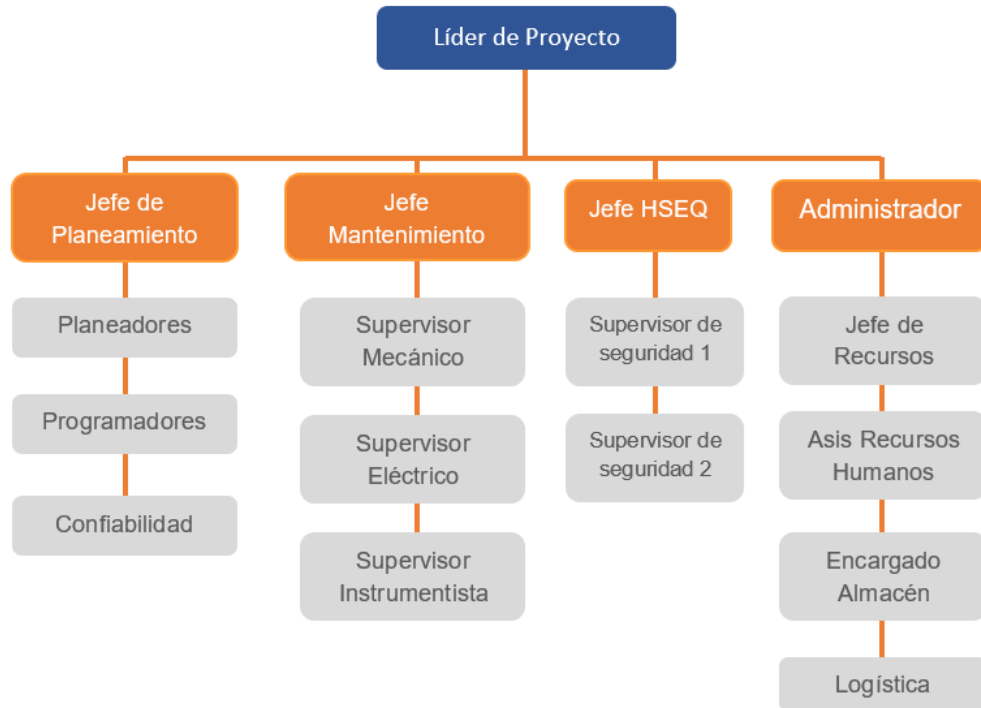 Líder de Proyecto
Jefe de
Planeamiento
Jefe
Mantenimiento
Jefe HSEQ
Administrador
Planeadores
Programadores
Confiabilidad
Supervisor
Mecánico
Supervisor
Eléctrico
Supervisor
Instrumentista
Supervisor de
seguridad 1
Supervisor de
seguridad 2
Jefe de
Recursos
Asis Recursos
Humanos
Encargado
Almacén
Logística